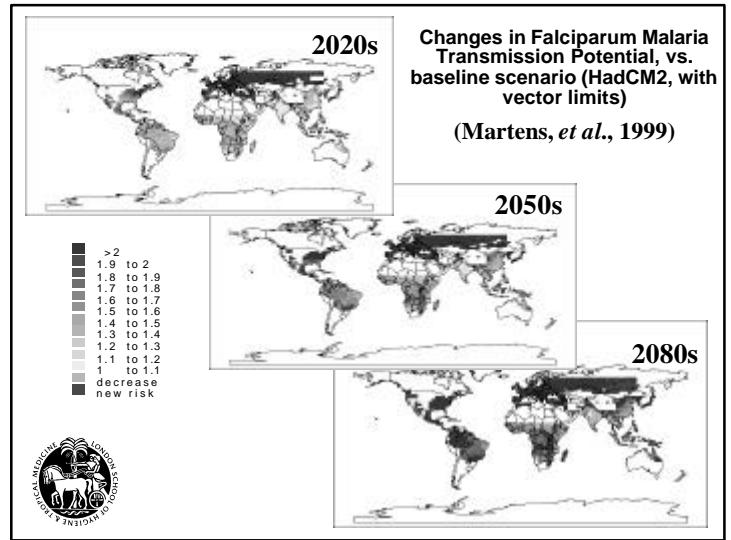 2020s
Changes in Falciparum Malaria
Transmission Potential, vs.
baseline scenario (HadCM2, with
vector limits)
(Martens, et al., 1999)
2050s
>2
1.9 to 2
1.8 to 1.9
1.7 to 1.8
1.6 to 1.7
1.5 to 1.6
1.4 to 1.5
1.3 to 1.4
1.2 to 1.3
1.1 to 1.2
1 to 1.1
decrease
new risk
2080s
LONDON SCHOOL OF HYGIENE & TROPICAL MEDICINE